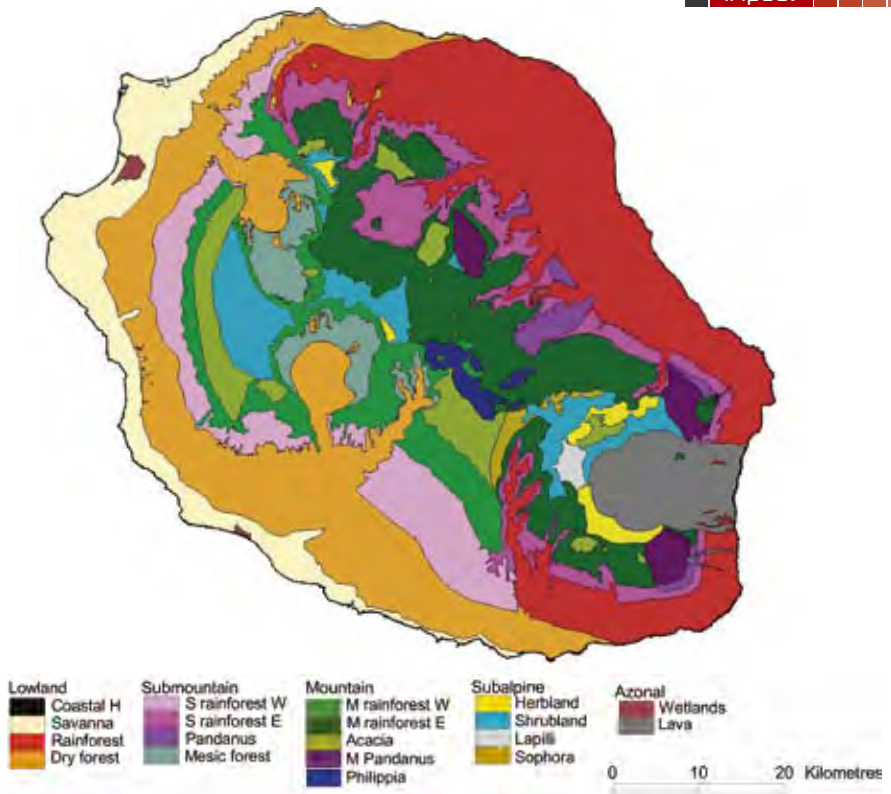 Lowland
Coastal H
Savanna
Rainforest
Dry forest
Submountain
S rainforest W
S rainforest E
Pandanus
Mesic forest
Mountain
M rainforest W
M rainforest E
Acacia
M Pandanus
Philippia
Subalpine
Herbland
Shrubland
Lapilli
Sophora
Azonal
Wetlands
Lava
0 10 20 Kilometres